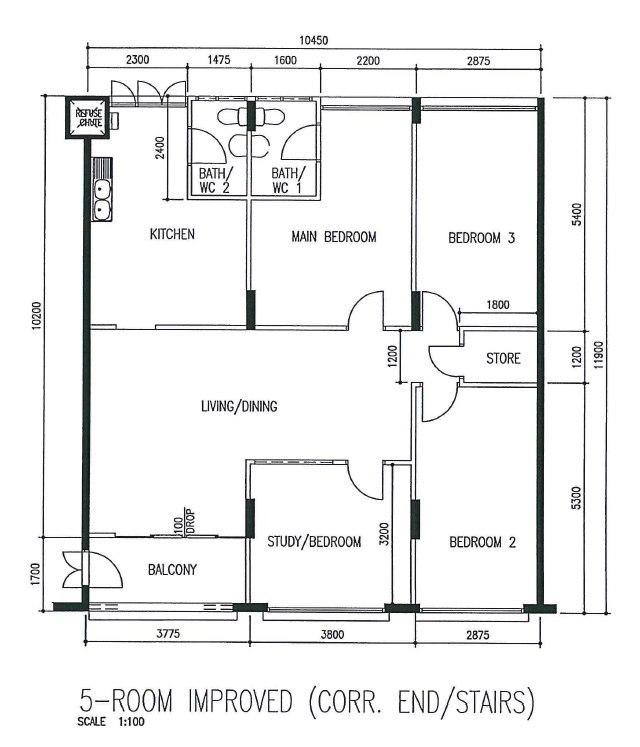 10450
2300 1475 1600 2200 2875
REFUSE
CHUTE
2400
BATH/
WC 2
BATH/
WC 1
KITCHEN
MAIN BEDROOM
BEDROOM 3
5400
1800
10200
1200
STORE
1200
11900
LIVING/DINING
100
DROP
STUDY/BEDROOM
3200
BEDROOM 2
5300
BALCONY
1700
3775 3800 2875
5-ROOM IMPROVED (CORR. END/STAIRS)
SCALE 1:100